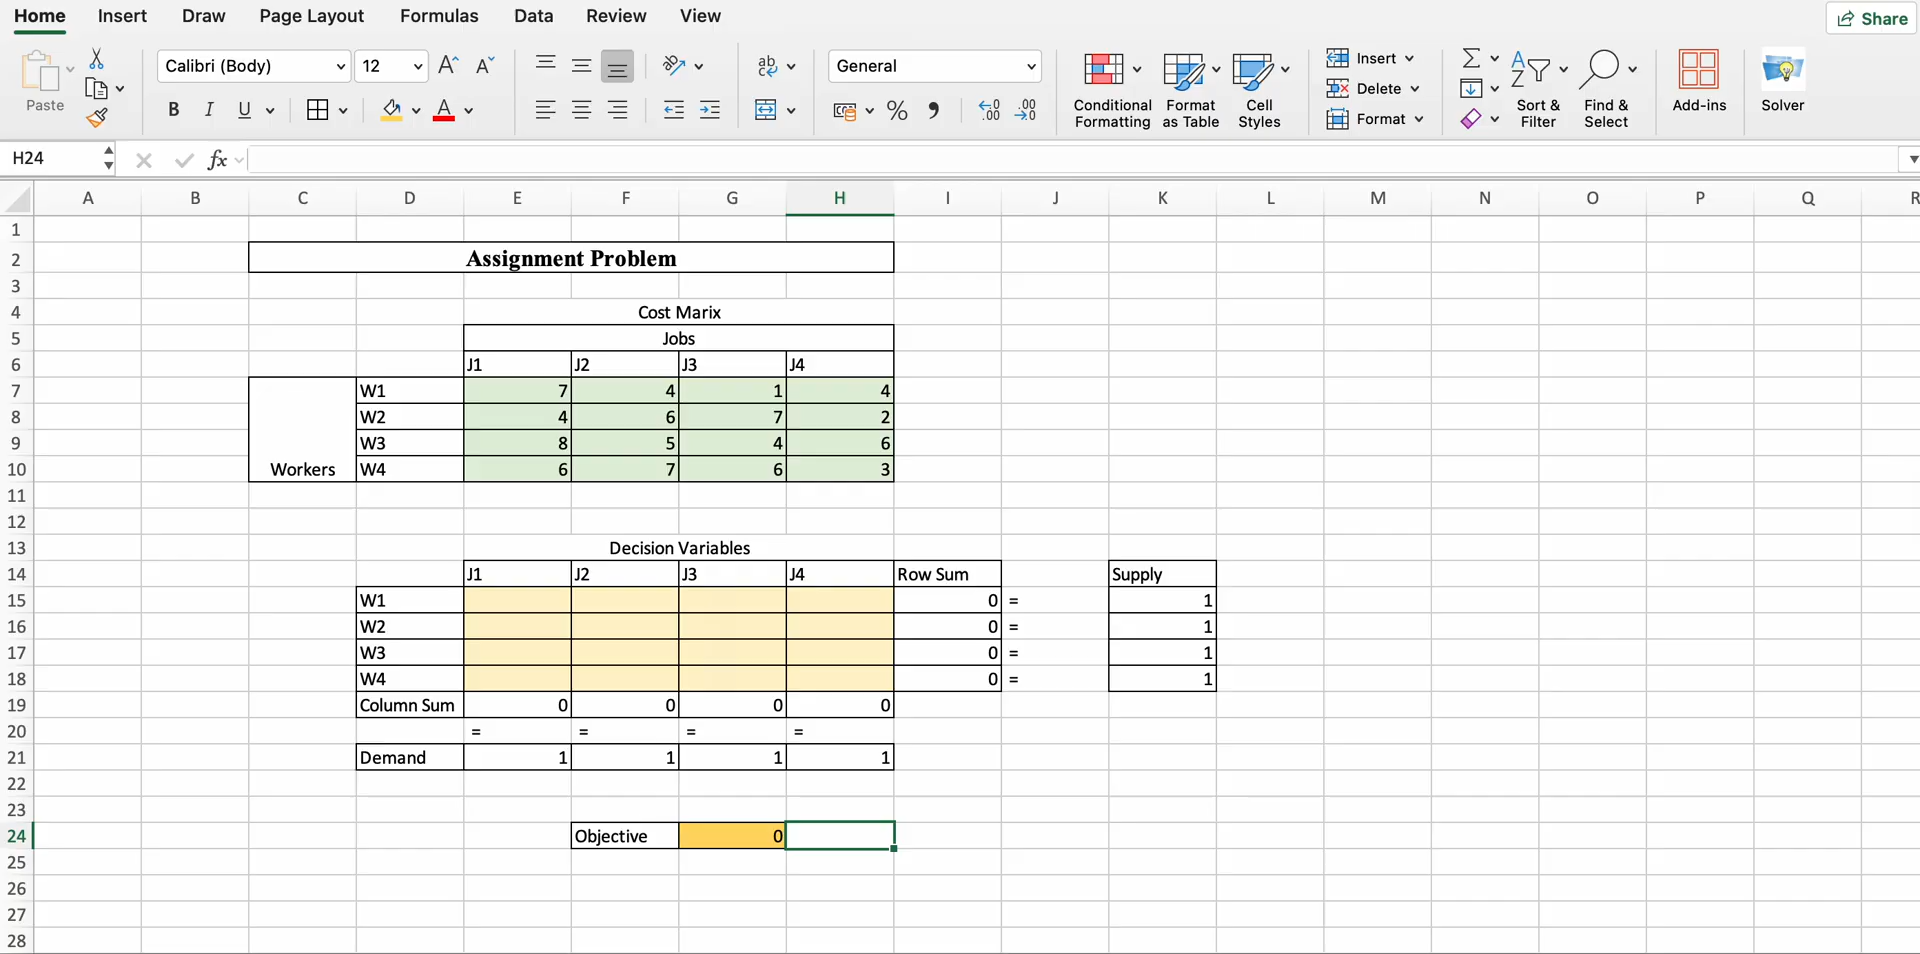 Home Insert Draw Page Layout Formulas Data Review View Share
Calibri (Body) 12 A^ A˅ ab General Insert Σ A Z
Paste B I U A % , .0 .00 .00 .0 Conditional Formatting Format as Table Cell Styles Delete Format Sort & Filter Find & Select Add-ins Solver
H24 fx
A B C D E F G H I J K L M N O P Q R
1
2 Assignment Problem
3
4 Cost Marix
5 Jobs
6 J1 J2 J3 J4
7 W1 7 4 1 4
8 W2 4 6 7 2
9 W3 8 5 4 6
10 Workers W4 6 7 6 3
11
12
13 Decision Variables
14 J1 J2 J3 J4 Row Sum Supply
15 W1 0 = 1
16 W2 0 = 1
17 W3 0 = 1
18 W4 0 = 1
19 Column Sum 0 0 0 0
20 = = = =
21 Demand 1 1 1 1
22
23
24 Objective 0
25
26
27
28